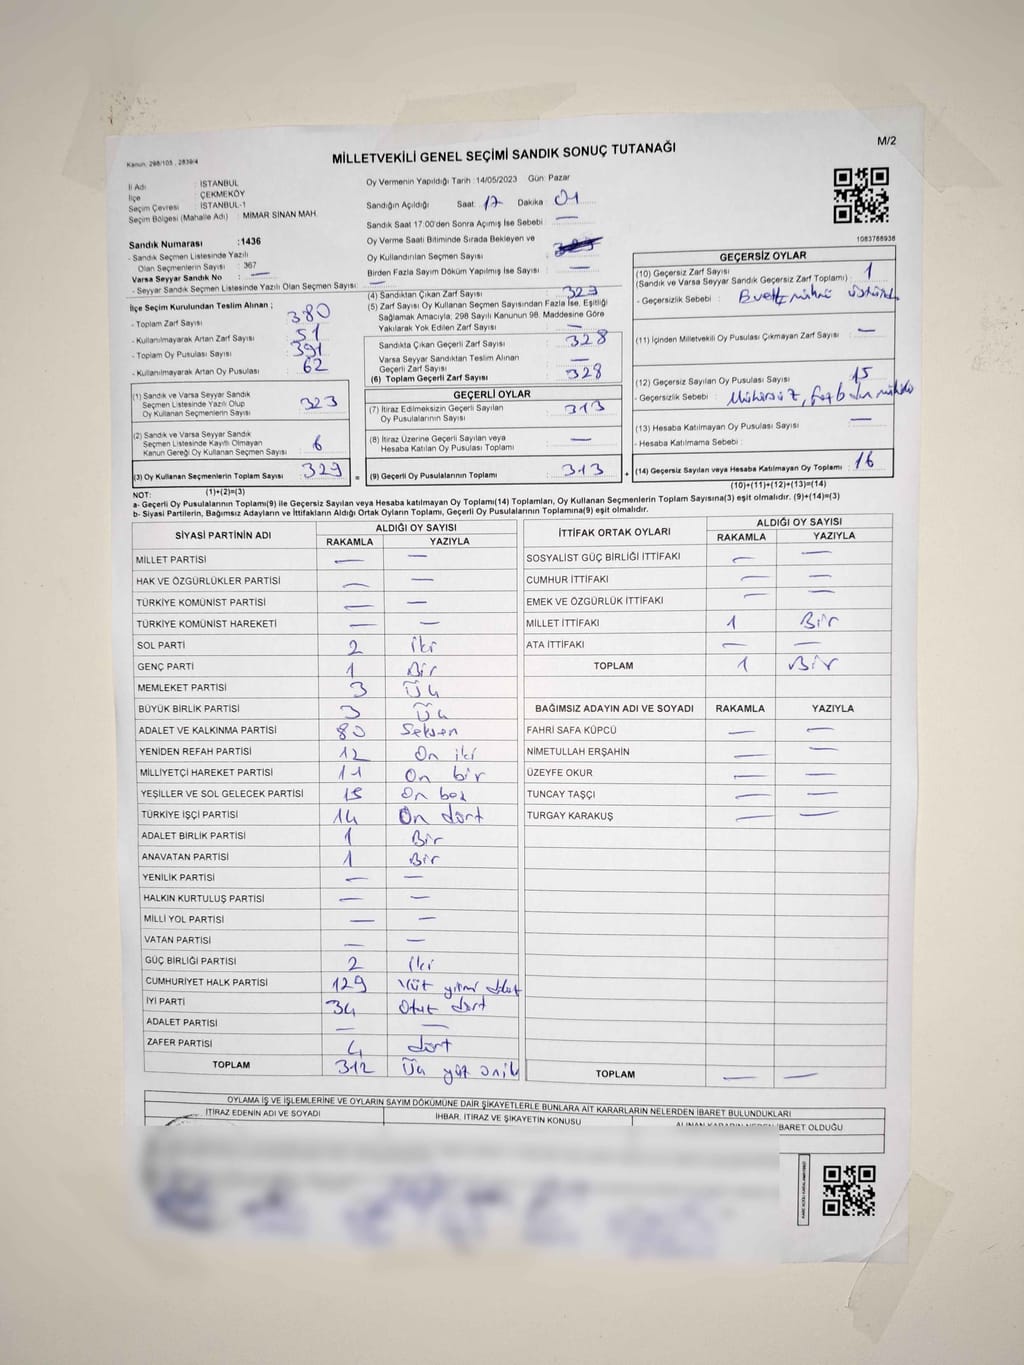 M/2
Kanun. 298/103 , 2839/4
MİLLETVEKİLİ GENEL SEÇİMİ SANDIK SONUÇ TUTANAĞI
İl Adı : İSTANBUL
İlçe : ÇEKMEKÖY
Seçim Çevresi : İSTANBUL-1
Seçim Bölgesi (Mahalle Adı) : MİMAR SİNAN MAH.
Oy Vermenin Yapıldığı Tarih :14/05/2023 Gün: Pazar
Sandığın Açıldığı Saat : 17 Dakika : 01
Sandık Saat 17:00'den Sonra Açılmış İse Sebebi : —
Sandık Numarası :1436
- Sandık Seçmen Listesinde Yazılı
Olan Seçmenlerin Sayısı : 367
Varsa Seyyar Sandık No : —
- Seyyar Sandık Seçmen Listesinde Yazılı Olan Seçmen Sayısı: —
Oy Verme Saati Bitiminde Sırada Bekleyen ve
Oy Kullandırılan Seçmen Sayısı :
Birden Fazla Sayım Döküm Yapılmış İse Sayısı : —
1083766936
İlçe Seçim Kurulundan Teslim Alınan ;
- Toplam Zarf Sayısı : 380
- Kullanılmayarak Artan Zarf Sayısı : 51
- Toplam Oy Pusulası Sayısı : 391
- Kullanılmayarak Artan Oy Pusulası : 62
(1) Sandık ve Varsa Seyyar Sandık
Seçmen Listesinde Yazılı Olup
Oy Kullanan Seçmenlerin Sayısı : 323
(2) Sandık ve Varsa Seyyar Sandık
Seçmen Listesinde Kayıtlı Olmayan
Kanun Gereği Oy Kullanan Seçmen Sayısı : 6
(3) Oy Kullanan Seçmenlerin Toplam Sayısı : 329
(1)+(2)=(3)
(4) Sandıktan Çıkan Zarf Sayısı : 323
(5) Zarf Sayısı Oy Kullanan Seçmen Sayısından Fazla İse, Eşitliği
Sağlamak Amacıyla, 298 Sayılı Kanunun 98. Maddesine Göre
Yakılarak Yok Edilen Zarf Sayısı : —
Sandıkta Çıkan Geçerli Zarf Sayısı : 328
Varsa Seyyar Sandıktan Teslim Alınan
Geçerli Zarf Sayısı : —
(6) Toplam Geçerli Zarf Sayısı : 328
GEÇERLİ OYLAR
(7) İtiraz Edilmeksizin Geçerli Sayılan
Oy Pusulalarının Sayısı : 313
(8) İtiraz Üzerine Geçerli Sayılan veya
Hesaba Katılan Oy Pusulası Sayısı : —
= (9) Geçerli Oy Pusulalarının Toplamı : 313 +
GEÇERSİZ OYLAR
(10) Geçersiz Zarf Sayısı
(Sandık ve Varsa Seyyar Sandık Geçersiz Zarf Toplamı) : 1
- Geçersizlik Sebebi :
(11) İçinden Milletvekili Oy Pusulası Çıkmayan Zarf Sayısı : —
(12) Geçersiz Sayılan Oy Pusulası Sayısı : 15
- Geçersizlik Sebebi : Mühürsüz,
(13) Hesaba Katılmayan Oy Pusulası Sayısı : —
- Hesaba Katılmama Sebebi :
(14) Geçersiz Sayılan veya Hesaba Katılmayan Oy Toplamı : 16
(10)+(11)+(12)+(13)=(14)
NOT:
a- Geçerli Oy Pusulalarının Toplamı(9) ile Geçersiz Sayılan veya Hesaba katılmayan Oy Toplamı(14) Toplamları, Oy Kullanan Seçmenlerin Toplam Sayısına(3) eşit olmalıdır. (9)+(14)=(3)
b- Siyasi Partilerin, Bağımsız Adayların ve İttifakların Aldığı Ortak Oyların Toplamı, Geçerli Oy Pusulalarının Toplamına(9) eşit olmalıdır.
SİYASİ PARTİNİN ADI ALDIĞI OY SAYISI
RAKAMLA YAZIYLA
MİLLET PARTİSİ — —
HAK VE ÖZGÜRLÜKLER PARTİSİ — —
TÜRKİYE KOMÜNİST PARTİSİ — —
TÜRKİYE KOMÜNİST HAREKETİ — —
SOL PARTİ 2 iki
GENÇ PARTİ 1 Bir
MEMLEKET PARTİSİ 3 Üç
BÜYÜK BİRLİK PARTİSİ 3 Üç
ADALET VE KALKINMA PARTİSİ 80 Seksen
YENİDEN REFAH PARTİSİ 12 On iki
MİLLİYETÇİ HAREKET PARTİSİ 11 On bir
YEŞİLLER VE SOL GELECEK PARTİSİ 15 On beş
TÜRKİYE İŞÇİ PARTİSİ 14 On dört
ADALET BİRLİK PARTİSİ 1 Bir
ANAVATAN PARTİSİ 1 Bir
YENİLİK PARTİSİ — —
HALKIN KURTULUŞ PARTİSİ — —
MİLLİ YOL PARTİSİ — —
VATAN PARTİSİ — —
GÜÇ BİRLİĞİ PARTİSİ 2 iki
CUMHURİYET HALK PARTİSİ 129 Yüz yirmi
İYİ PARTİ 34 Otuz dört
ADALET PARTİSİ — —
ZAFER PARTİSİ 4 dört
TOPLAM 312 Üç yüz onik
İTTİFAK ORTAK OYLARI ALDIĞI OY SAYISI
RAKAMLA YAZIYLA
SOSYALİST GÜÇ BİRLİĞİ İTTİFAKI — —
CUMHUR İTTİFAKI — —
EMEK VE ÖZGÜRLÜK İTTİFAKI — —
MİLLET İTTİFAKI 1 Bir
ATA İTTİFAKI — —
TOPLAM 1 Bir
BAĞIMSIZ ADAYIN ADI VE SOYADI RAKAMLA YAZIYLA
FAHRİ SAFA KÜPCÜ — —
NİMETULLAH ERŞAHİN — —
ÜZEYFE OKUR — —
TUNCAY TAŞÇI — —
TURGAY KARAKUŞ — —
TOPLAM — —
OYLAMA İŞ VE İŞLEMLERİNE VE OYLARIN SAYIM DÖKÜMÜNE DAİR ŞİKAYETLERLE BUNLARA AİT KARARLARIN NELERDEN İBARET BULUNDUKLARI
İTİRAZ EDENİN ADI VE SOYADI İHBAR, İTİRAZ VE ŞİKAYETİN KONUSU ALINAN KARARIN NEDEN İBARET OLDUĞU